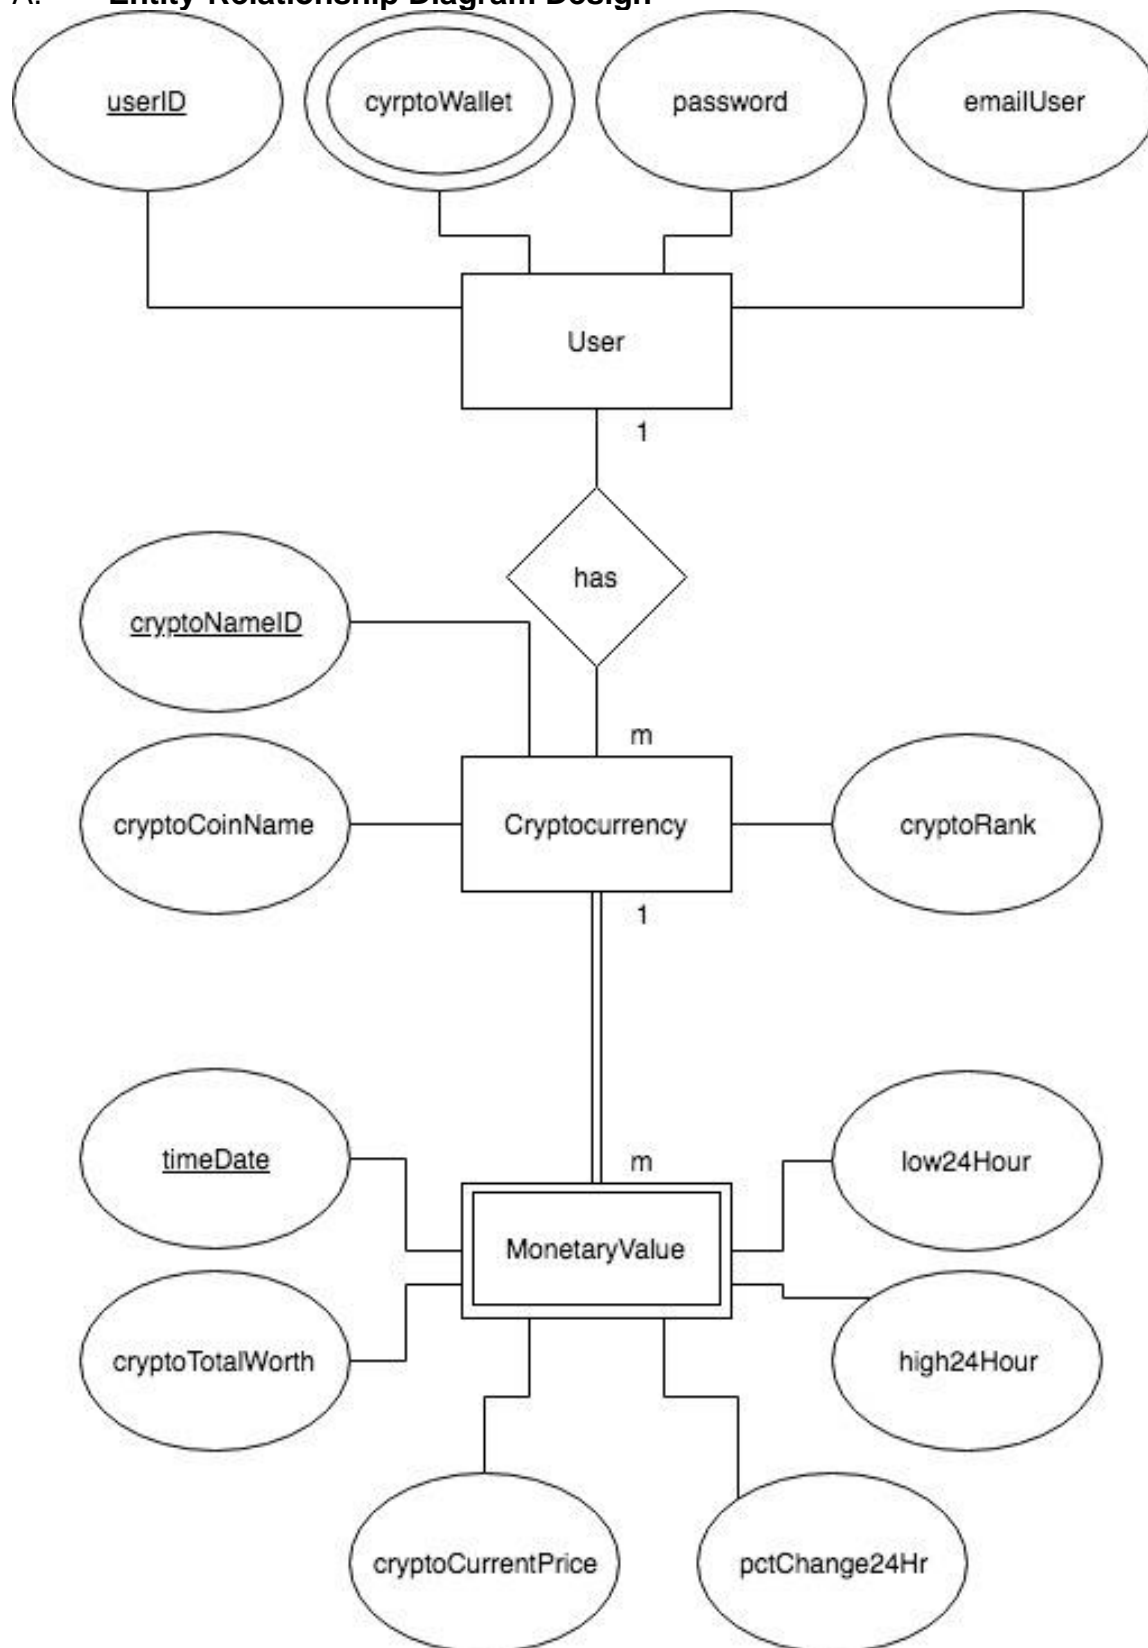 A. Entity-Relationship Diagram Design
userID
cyrptoWallet
password
emailUser
User
1
has
cryptoNameID
m
cryptoCoinName
Cryptocurrency
cryptoRank
1
timeDate
m
low24Hour
MonetaryValue
cryptoTotalWorth
high24Hour
cryptoCurrentPrice
pctChange24Hr